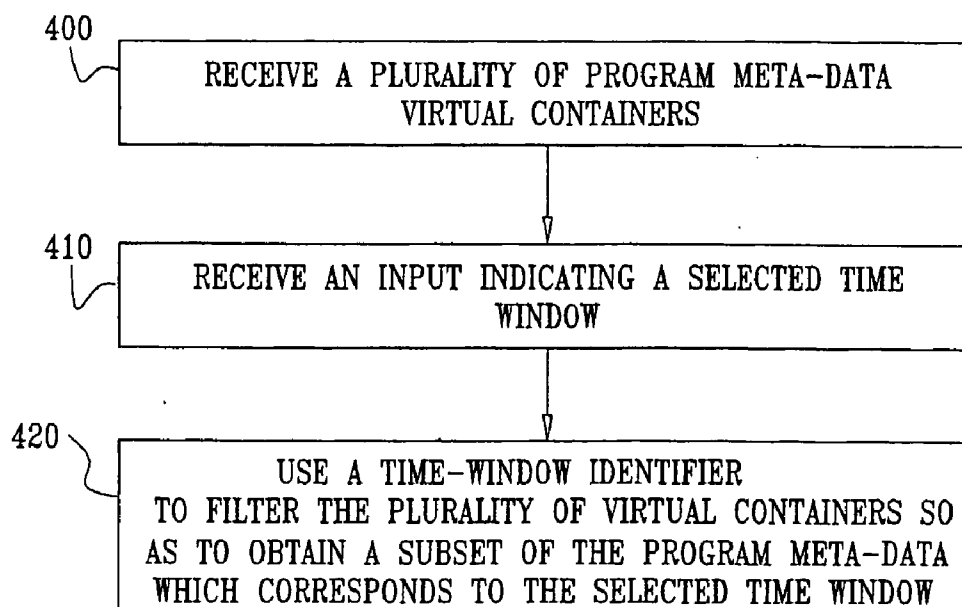 400
RECEIVE A PLURALITY OF PROGRAM META-DATA
VIRTUAL CONTAINERS
410
RECEIVE AN INPUT INDICATING A SELECTED TIME
WINDOW
420
USE A TIME-WINDOW IDENTIFIER
TO FILTER THE PLURALITY OF VIRTUAL CONTAINERS SO
AS TO OBTAIN A SUBSET OF THE PROGRAM META-DATA
WHICH CORRESPONDS TO THE SELECTED TIME WINDOW